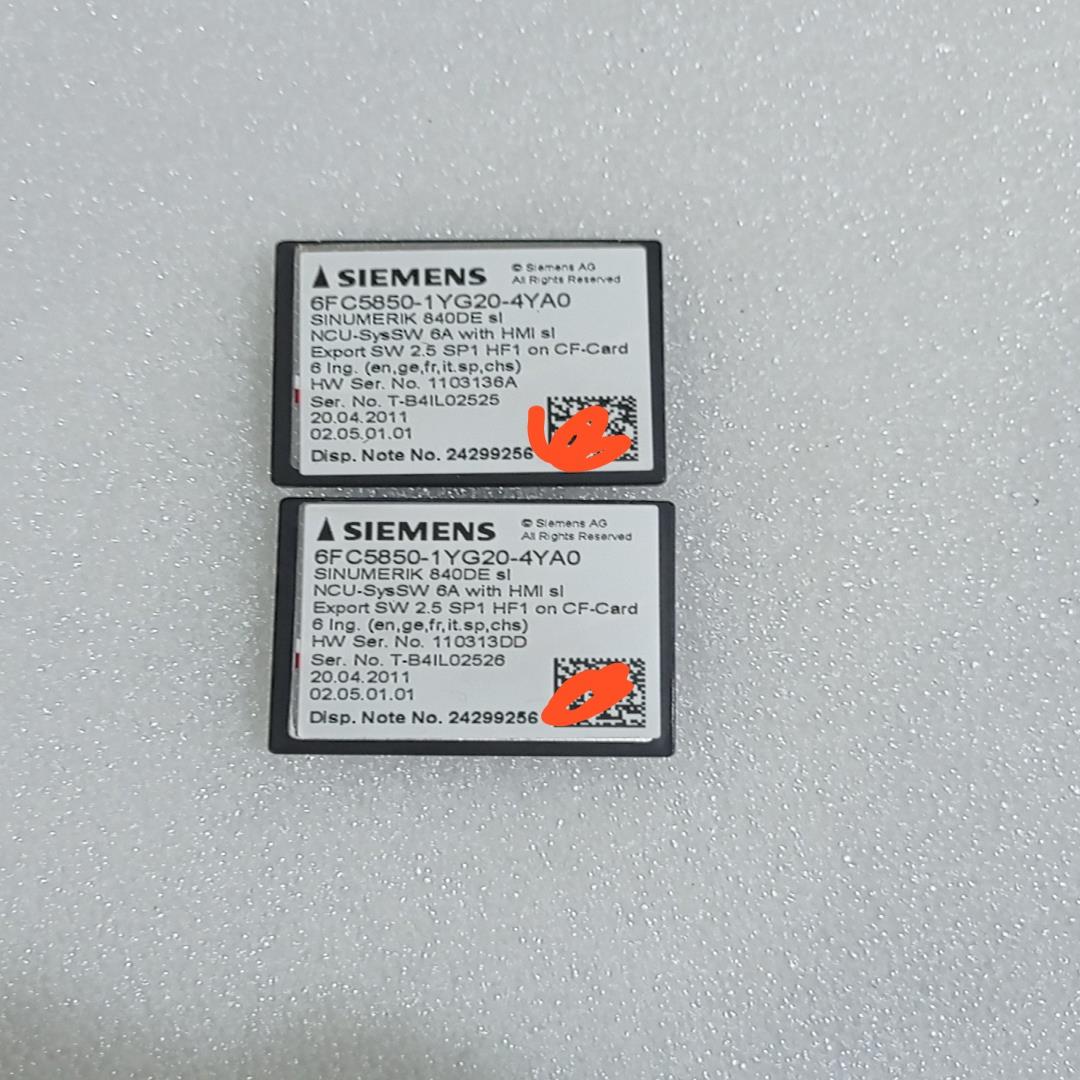 SIEMENS
© Siemens AG
All Rights Reserved
6FC5850-1YG20-4YA0
SINUMERIK 840DE sl
NCU-SysSW 6A with HMI sl
Export SW 2.5 SP1 HF1 on CF-Card
6 lng. (en,ge,fr,it.sp,chs)
HW Ser. No. 1103136A
Ser. No. T-B4IL02525
20.04.2011
02.05.01.01
Disp. Note No. 24299256
SIEMENS
© Siemens AG
All Rights Reserved
6FC5850-1YG20-4YA0
SINUMERIK 840DE sl
NCU-SysSW 6A with HMI sl
Export SW 2.5 SP1 HF1 on CF-Card
6 lng. (en,ge,fr,it.sp,chs)
HW Ser. No. 110313DD
Ser. No. T-B4IL02526
20.04.2011
02.05.01.01
Disp. Note No. 24299256